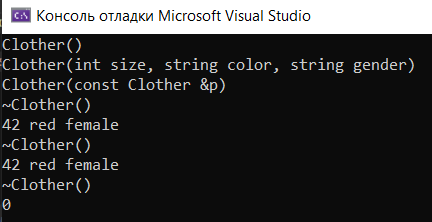 Консоль отладки Microsoft Visual Studio
Clother()
Clother(int size, string color, string gender)
Clother(const Clother &p)
~Clother()
42 red female
~Clother()
42 red female
~Clother()
0